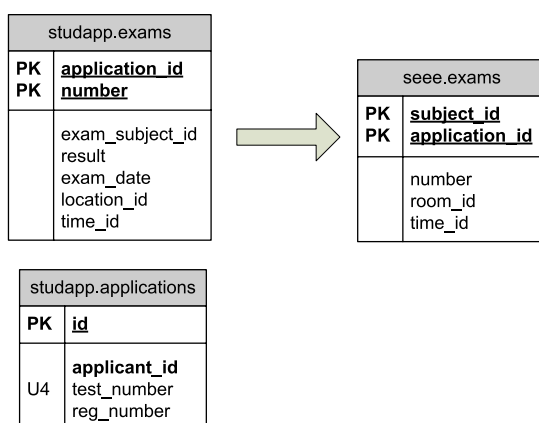 studapp.exams
PK application_id
PK number
exam_subject_id
result
exam_date
location_id
time_id
seee.exams
PK subject_id
PK application_id
number
room_id
time_id
studapp.applications
PK id
applicant_id
U4 test_number
reg_number